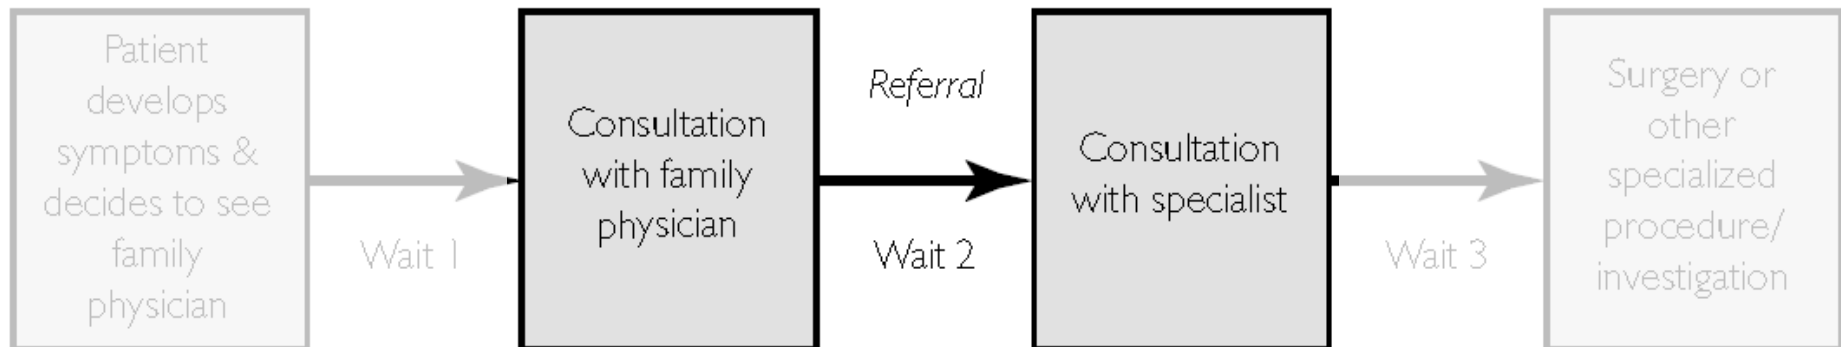 Patient
develops
symptoms &
decides to see
family
physician
Wait 1
Consultation
with family
physician
Referral
Wait 2
Consultation
with specialist
Wait 3
Surgery or
other
specialized
procedure/
investigation